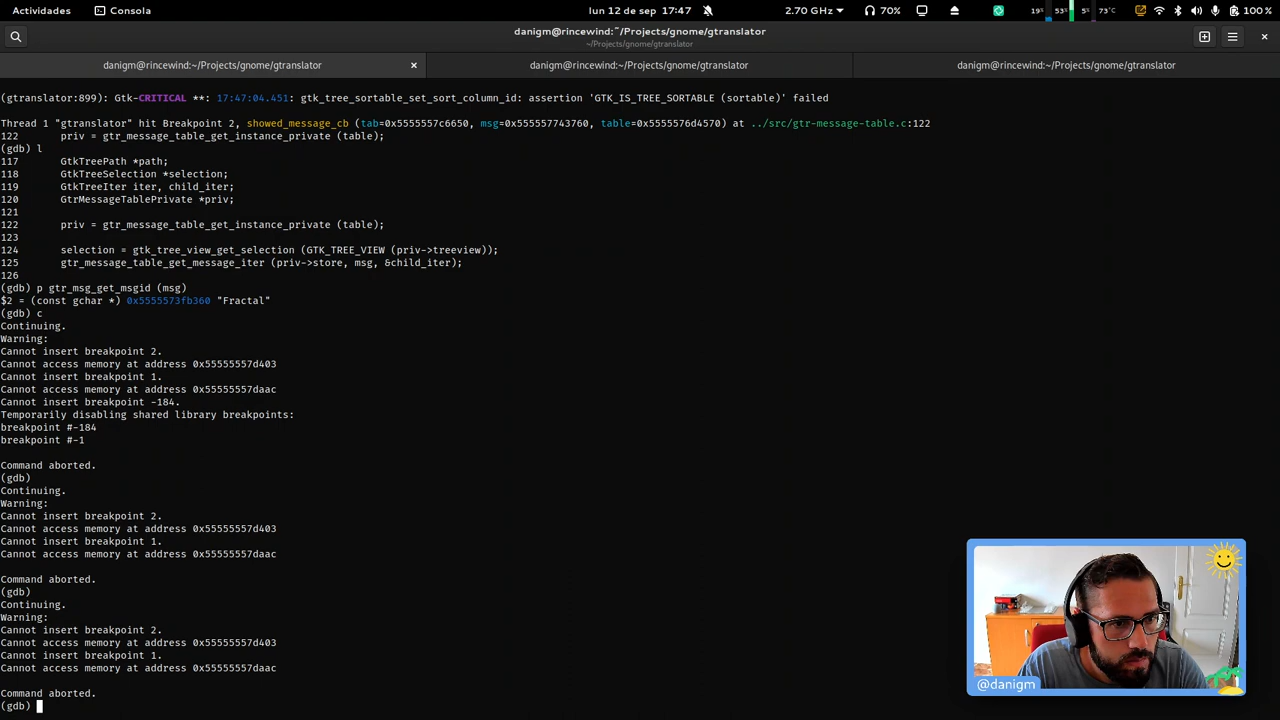 Actividades
Consola
lun 12 de sep 17:47
2.70 GHz
70%
19%
53%
5%
73°C
100 %
danigm@rincewind:~/Projects/gnome/gtranslator
~/Projects/gnome/gtranslator
danigm@rincewind:~/Projects/gnome/gtranslator
danigm@rincewind:~/Projects/gnome/gtranslator
danigm@rincewind:~/Projects/gnome/gtranslator
(gtranslator:899): Gtk-CRITICAL **: 17:47:04.451: gtk_tree_sortable_set_sort_column_id: assertion 'GTK_IS_TREE_SORTABLE (sortable)' failed
Thread 1 "gtranslator" hit Breakpoint 2, showed_message_cb (tab=0x5555557c6650, msg=0x555557743760, table=0x5555576d4570) at ../src/gtr-message-table.c:122
122 priv = gtr_message_table_get_instance_private (table);
(gdb) l
117 GtkTreePath *path;
118 GtkTreeSelection *selection;
119 GtkTreeIter iter, child_iter;
120 GtrMessageTablePrivate *priv;
121
122 priv = gtr_message_table_get_instance_private (table);
123
124 selection = gtk_tree_view_get_selection (GTK_TREE_VIEW (priv->treeview));
125 gtr_message_table_get_message_iter (priv->store, msg, &child_iter);
126
(gdb) p gtr_msg_get_msgid (msg)
$2 = (const gchar *) 0x5555573fb360 "Fractal"
(gdb) c
Continuing.
Warning:
Cannot insert breakpoint 2.
Cannot access memory at address 0x55555557d403
Cannot insert breakpoint 1.
Cannot access memory at address 0x55555557daac
Cannot insert breakpoint -184.
Temporarily disabling shared library breakpoints:
breakpoint #-184
breakpoint #-1
Command aborted.
(gdb)
Continuing.
Warning:
Cannot insert breakpoint 2.
Cannot access memory at address 0x55555557d403
Cannot insert breakpoint 1.
Cannot access memory at address 0x55555557daac
Command aborted.
(gdb)
Continuing.
Warning:
Cannot insert breakpoint 2.
Cannot access memory at address 0x55555557d403
Cannot insert breakpoint 1.
Cannot access memory at address 0x55555557daac
Command aborted.
(gdb)
@danigm